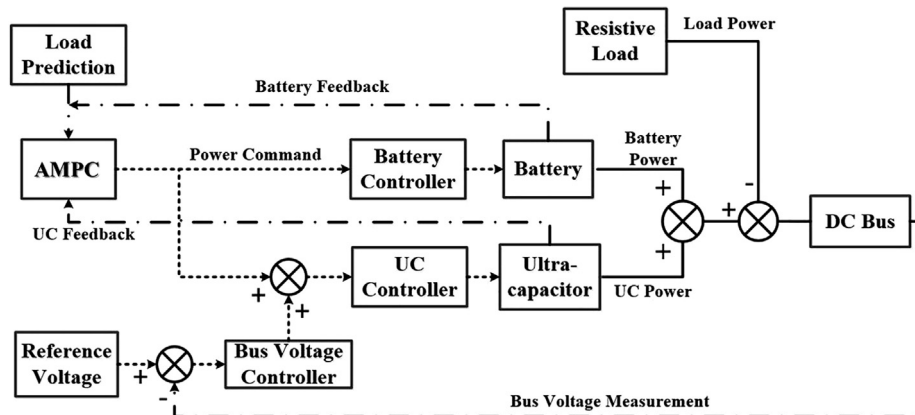 Load
Prediction
Resistive
Load
Load Power
Battery Feedback
AMPC
Power Command
Battery
Controller
Battery
Battery
Power
+
-
+
DC Bus
UC Feedback
+
UC
Controller
Ultra-
capacitor
UC Power
+
+
Reference
Voltage
+
Bus Voltage
Controller
-
Bus Voltage Measurement